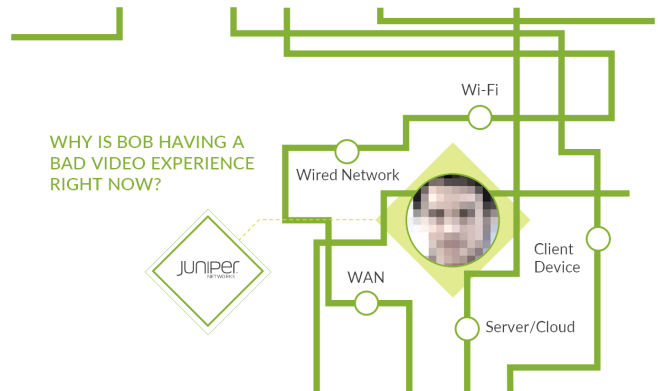 Wi-Fi
WHY IS BOB HAVING A
BAD VIDEO EXPERIENCE
RIGHT NOW?
Wired Network
JUNIPER
NETWORKS
WAN
Client
Device
Server/Cloud